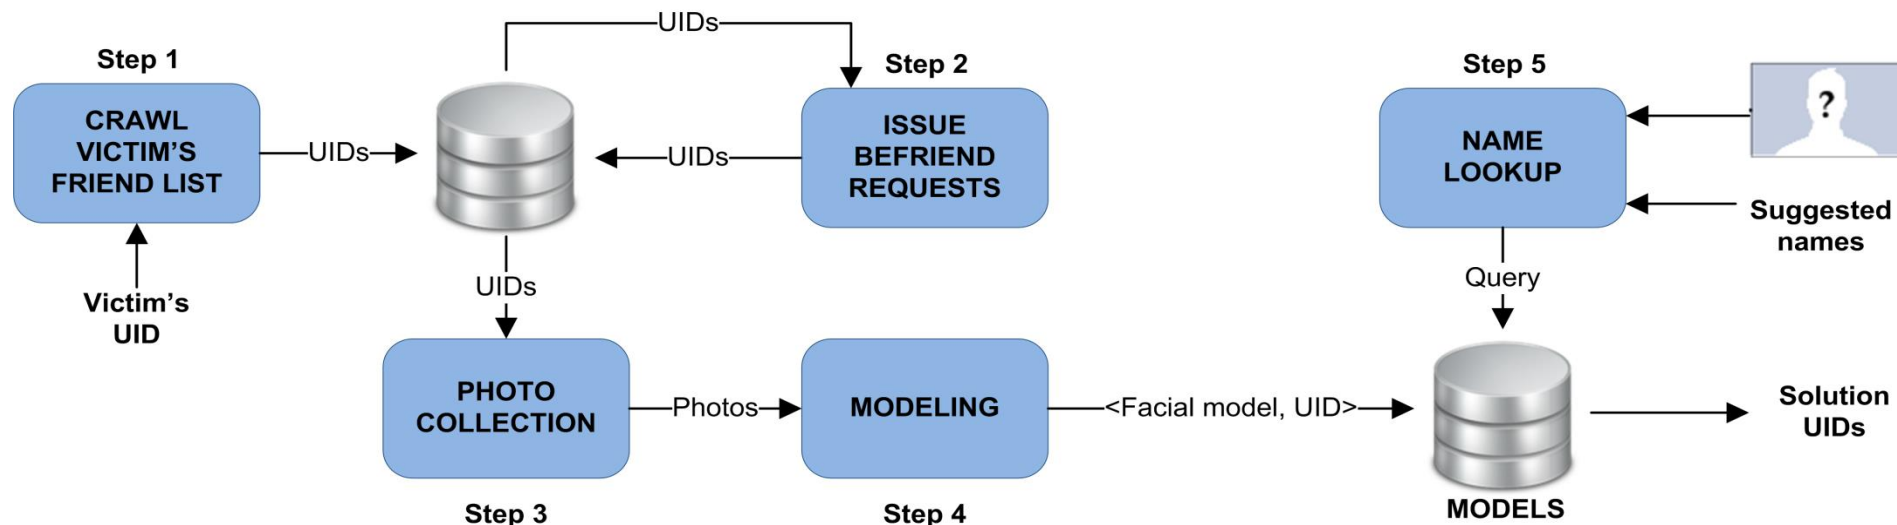 UIDs
Step 1
Step 2
Step 5
CRAWL
VICTIM'S
FRIEND LIST
UIDs
UIDs
ISSUE
BEFRIEND
REQUESTS
NAME
LOOKUP
?
Suggested
names
Victim's
UID
UIDs
Query
PHOTO
COLLECTION
Photos
MODELING
<Facial model, UID>
Solution
UIDs
MODELS
Step 3
Step 4